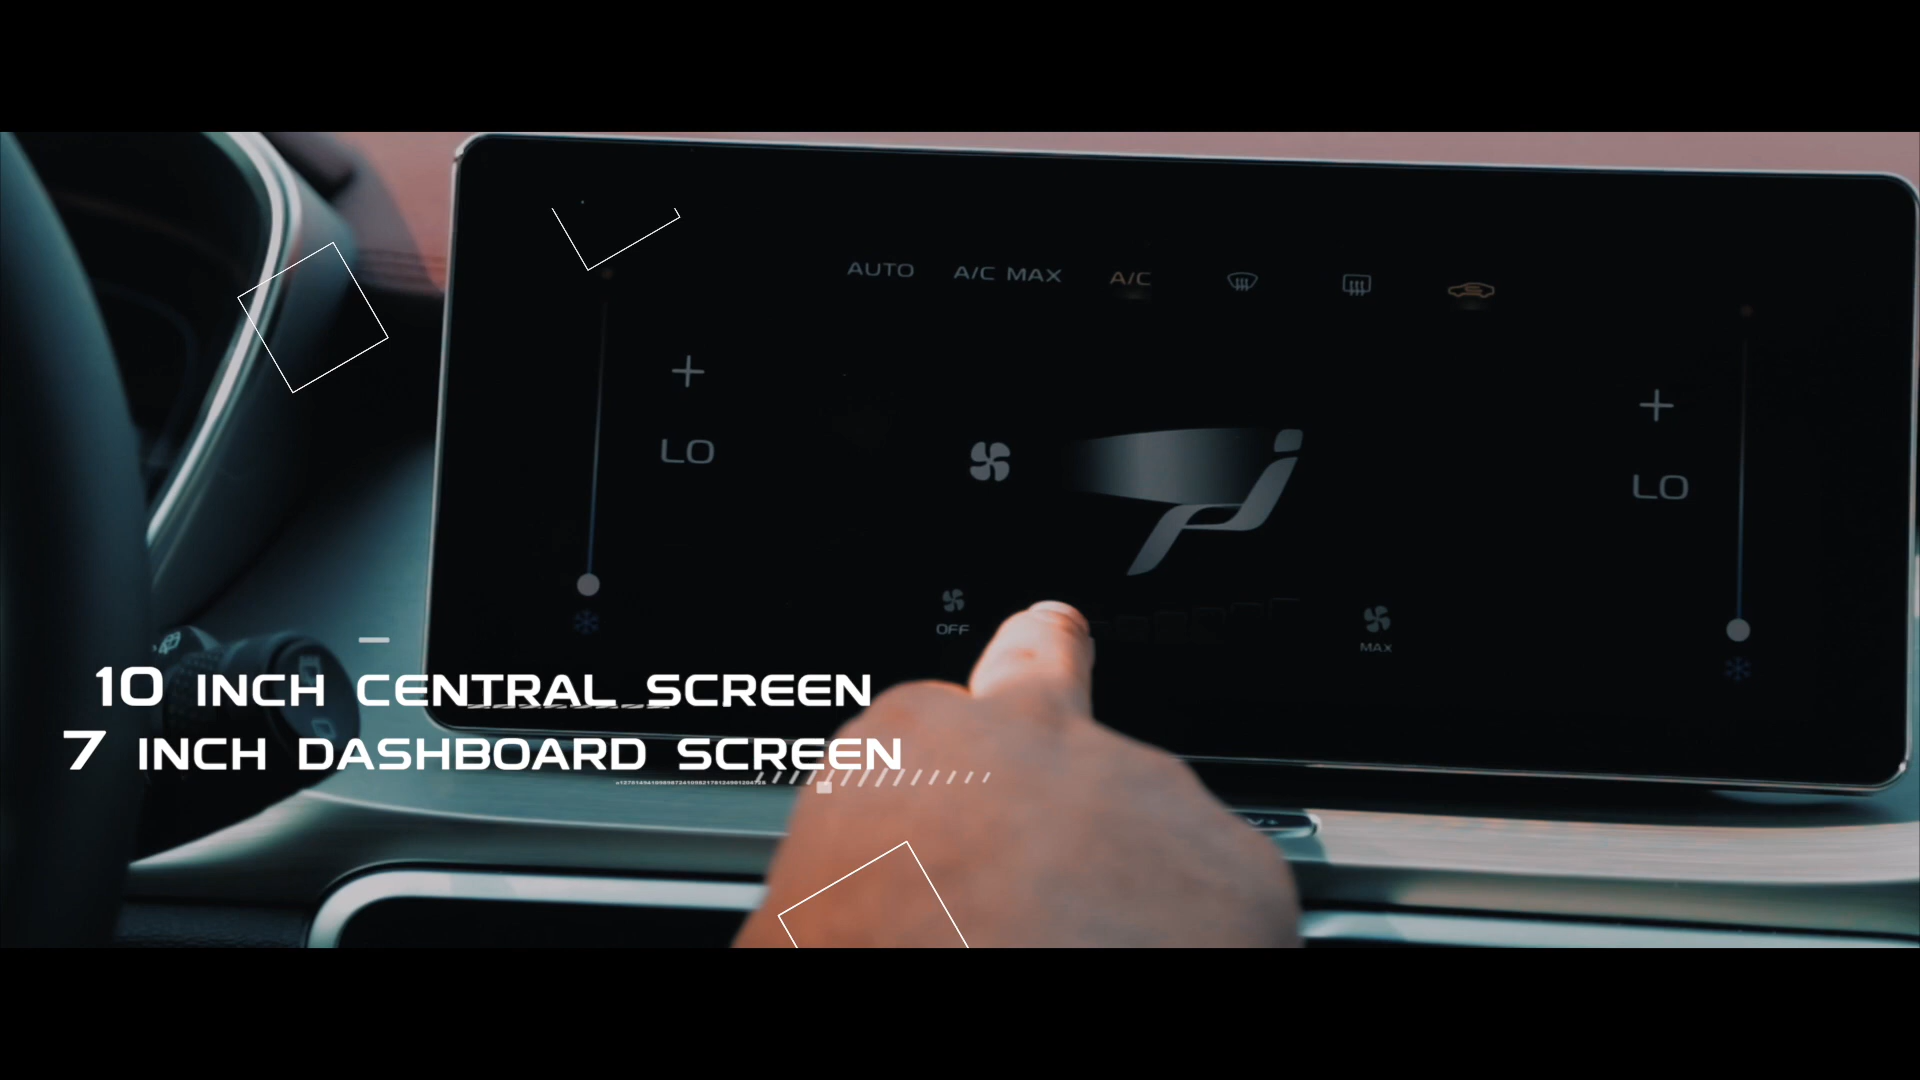 AUTO A/C MAX A/C
+ +
LO LO
OFF
MAX
10 INCH CENTRAL SCREEN
7 INCH DASHBOARD SCREEN